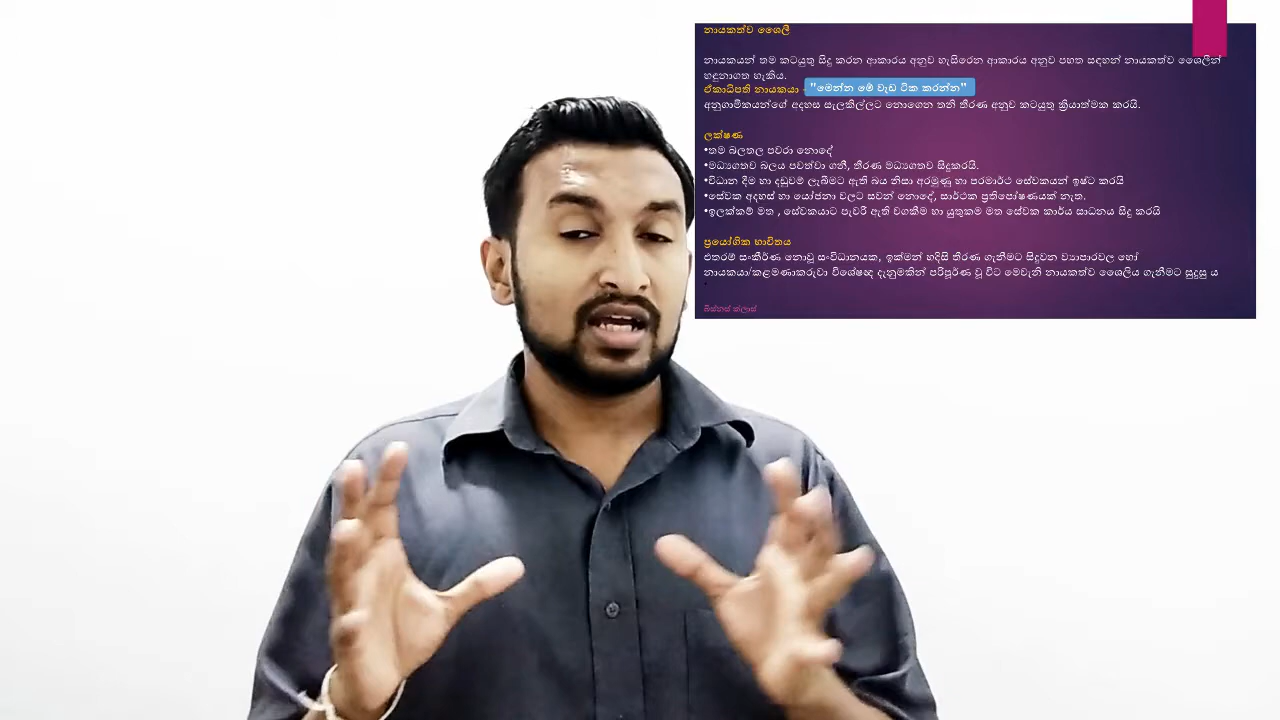 නායකත්ව ශෛලී
නායකයන් තම කටයුතු සිදු කරන ආකාරය අනුව හැසිරෙන ආකාරය අනුව පහත සඳහන් නායකත්ව ශෛලීන්
හඳුනාගත හැකිය.
ඒකාධිපති නායකයා - "මෙන්න මේ වැඩ ටික කරන්න"
අනුගාමිකයන්ගේ අදහස සැලකිල්ලට නොගෙන තනි තීරණ අනුව කටයුතු ක්‍රියාත්මක කරයි.
ලක්ෂණ
•තම බලතල පවරා නොදේ
•මධ්‍යගතව බලය පවත්වා ගනී, තීරණ මධ්‍යගතව සිදුකරයි.
•විධාන දීම හා දඬුවම් ලැබීමට ඇති බය නිසා අරමුණු හා පරමාර්ථ සේවකයන් ඉෂ්ට කරයි
•සේවක අදහස් හා යෝජනා වලට සවන් නොදේ, සාර්ථක ප්‍රතිපෝෂණයක් නැත.
•ඉලක්කම් මත , සේවකයාට පැවරී ඇති වගකීම හා යුතුකම මත සේවක කාර්ය සාධනය සිදු කරයි
ප්‍රයෝගික භාවිතය
එතරම් සංකීර්ණ නොවූ සංවිධානයක, ඉක්මන් හදිසි තීරණ ගැනීමට සිදුවන ව්‍යාපාරවල හෝ
නායකයා/කළමණාකරුවා විශේෂඥ දැනුමකින් පරිපූර්ණ වූ විට මෙවැනි නායකත්ව ශෛලිය ගැනීමට සුදුසු ය
බිස්නස් ක්ලාස්